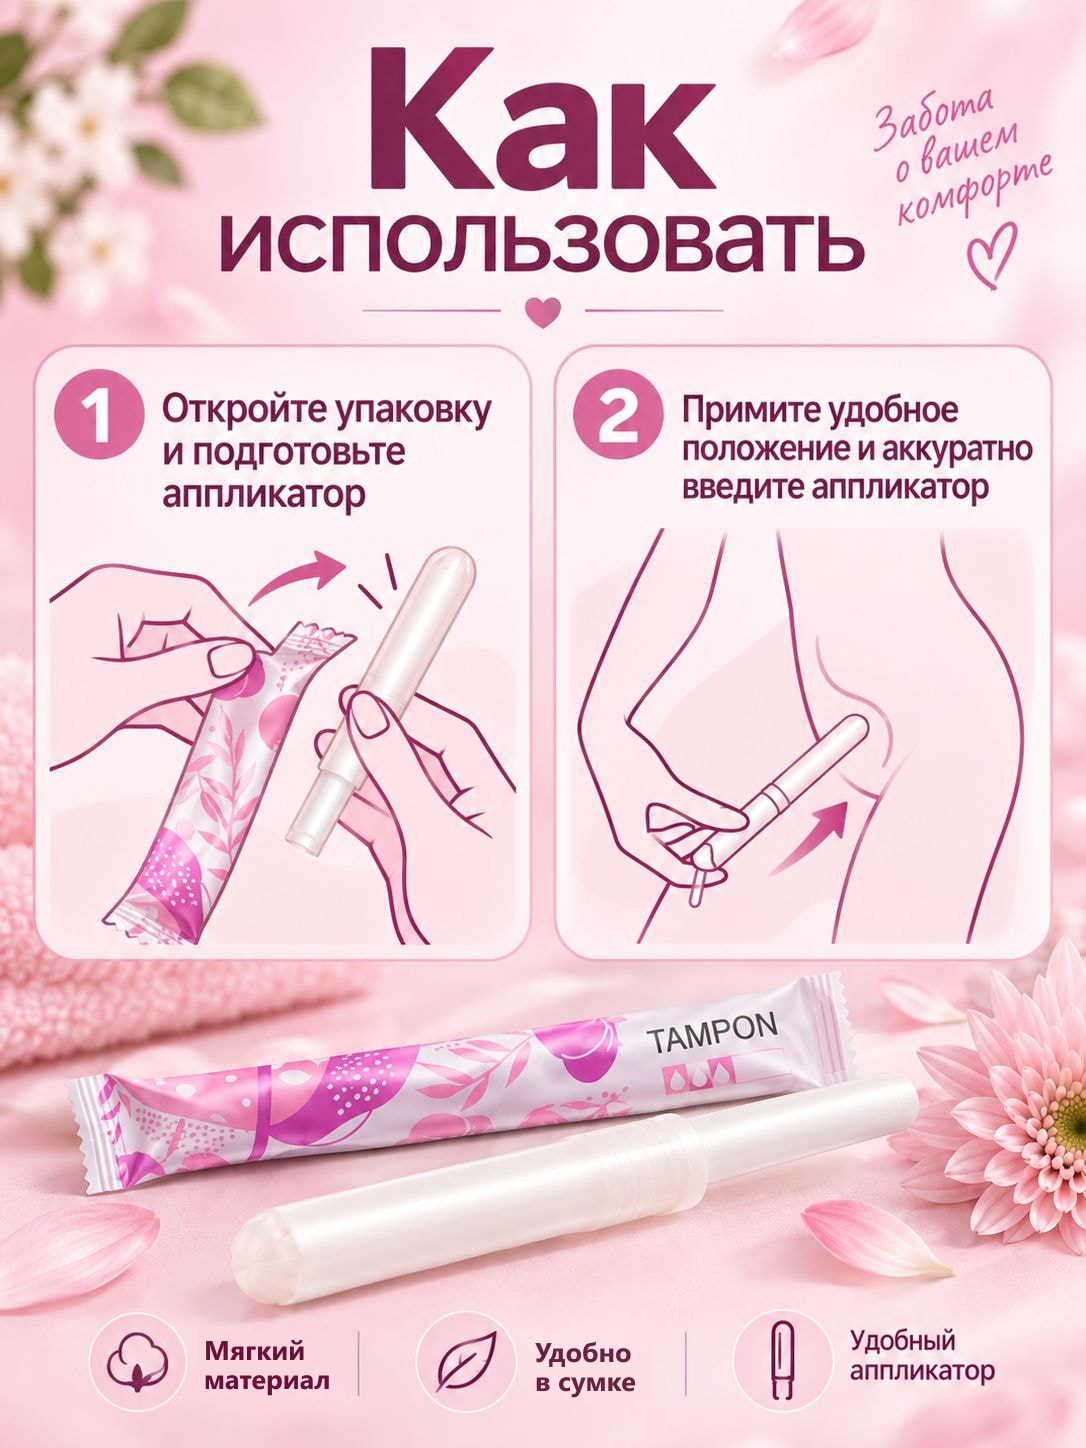 Как
использовать
Забота
о вашем
комфорте
1
Откройте упаковку
и подготовьте
аппликатор
2
Примите удобное
положение и аккуратно
введите аппликатор
TAMPON
Мягкий
материал
Удобно
в сумке
Удобный
аппликатор